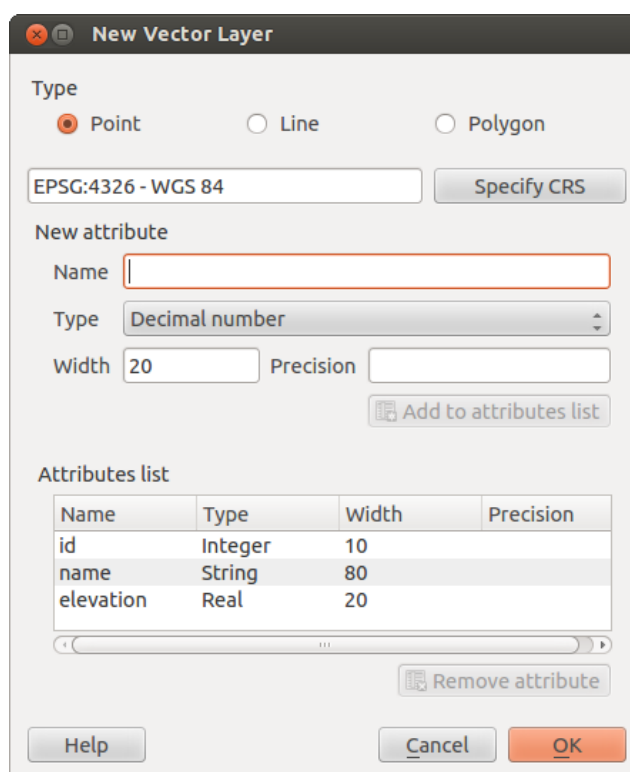 New Vector Layer
Type
Point Line Polygon
EPSG:4326 - WGS 84 Specify CRS
New attribute
Name
Type Decimal number
Width 20 Precision
Add to attributes list
Attributes list
Name Type Width Precision
id Integer 10
name String 80
elevation Real 20
Remove attribute
Help Cancel OK